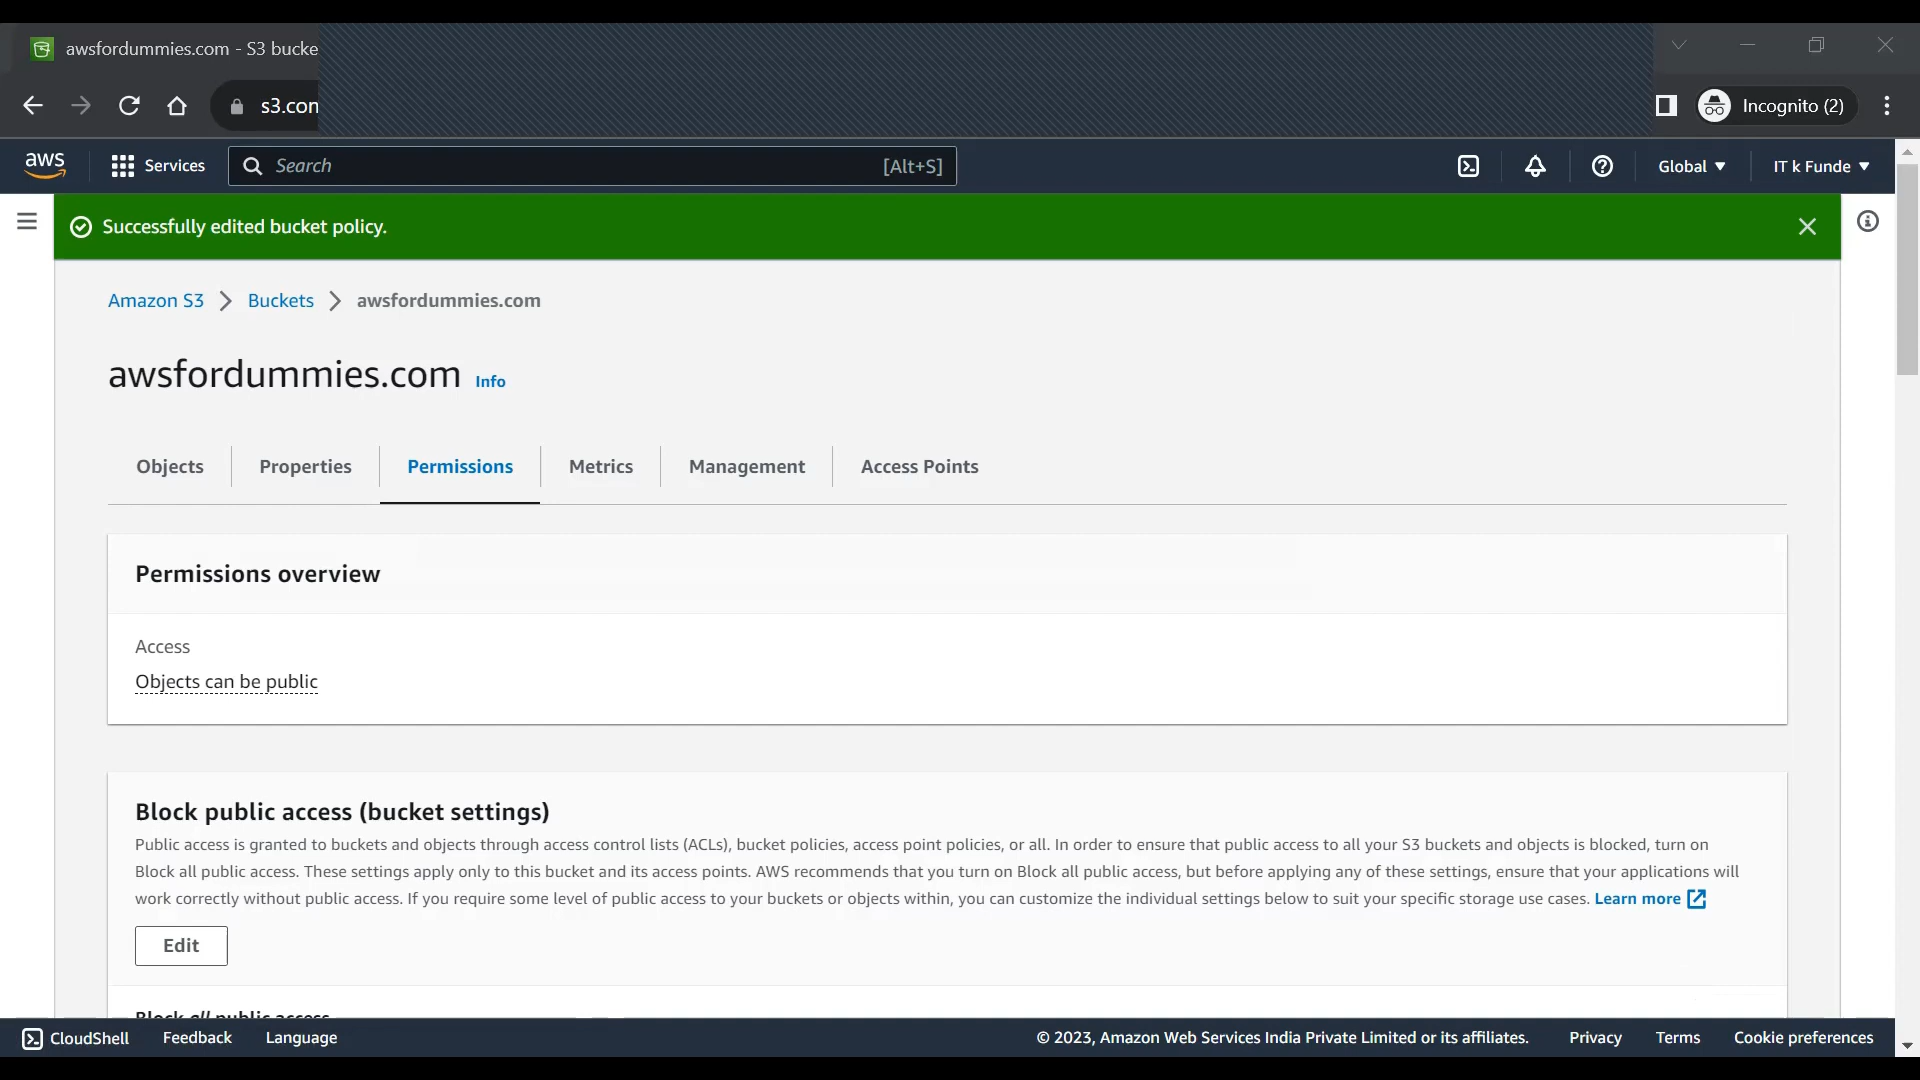 awsfordummies.com - S3 bucke
s3.con
Incognito (2)
aws
Services
Search
[Alt+S]
Global
IT k Funde
Successfully edited bucket policy.
Amazon S3 > Buckets > awsfordummies.com
awsfordummies.com Info
Objects
Properties
Permissions
Metrics
Management
Access Points
Permissions overview
Access
Objects can be public
Block public access (bucket settings)
Public access is granted to buckets and objects through access control lists (ACLs), bucket policies, access point policies, or all. In order to ensure that public access to all your S3 buckets and objects is blocked, turn on
Block all public access. These settings apply only to this bucket and its access points. AWS recommends that you turn on Block all public access, but before applying any of these settings, ensure that your applications will
work correctly without public access. If you require some level of public access to your buckets or objects within, you can customize the individual settings below to suit your specific storage use cases. Learn more
Edit
Block all public access
CloudShell
Feedback
Language
© 2023, Amazon Web Services India Private Limited or its affiliates.
Privacy
Terms
Cookie preferences